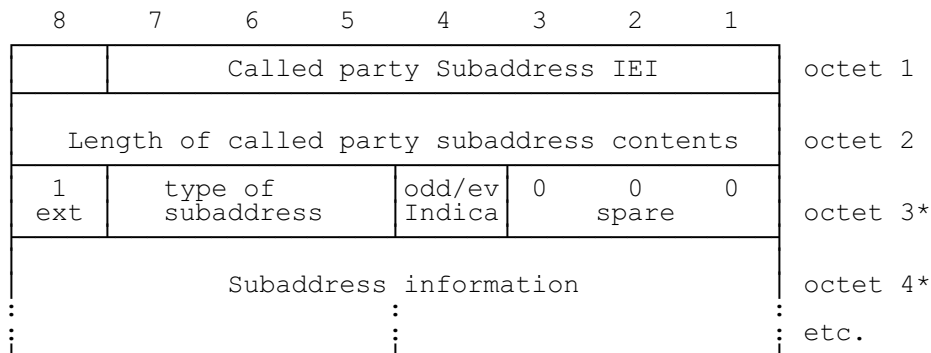 8 7 6 5 4 3 2 1
Called party Subaddress IEI octet 1
Length of called party subaddress contents octet 2
1 type of odd/ev 0 0 0
ext subaddress Indica spare octet 3*
Subaddress information octet 4*
: : :
: : : etc.